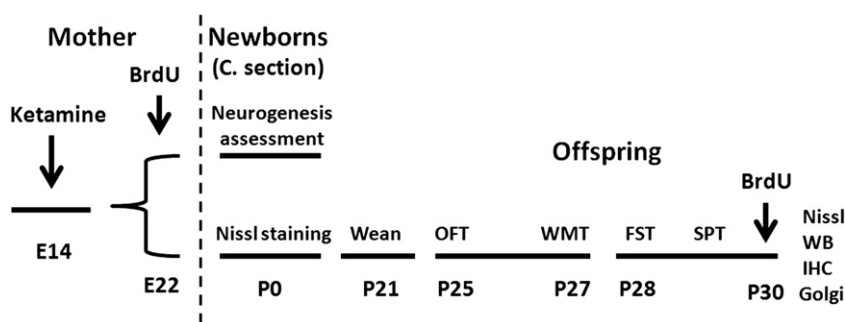 Mother
Newborns
(C. section)
BrdU
Ketamine
Neurogenesis
assessment
Offspring
BrdU
Nissl staining
Wean
OFT
WMT
FST
SPT
Nissl
WB
IHC
Golgi
E14
E22
P0
P21
P25
P27
P28
P30